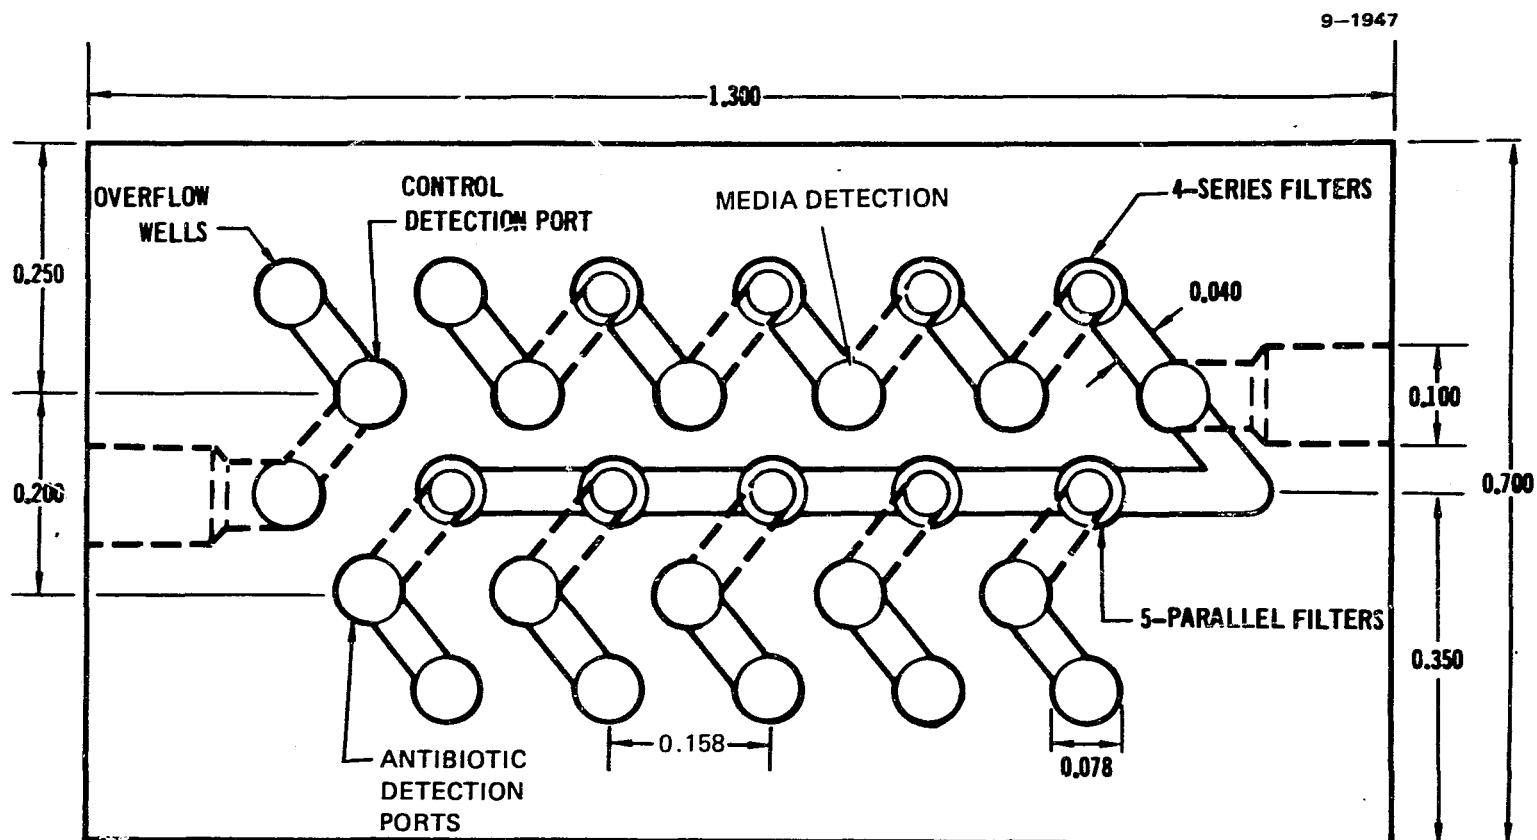 9-1947
1.300
OVERFLOW
WELLS
CONTROL
DETECTION PORT
MEDIA DETECTION
4-SERIES FILTERS
0.250
0.040
0.100
0.200
0.700
5-PARALLEL FILTERS
0.350
0.158
0.078
ANTIBIOTIC
DETECTION
PORTS